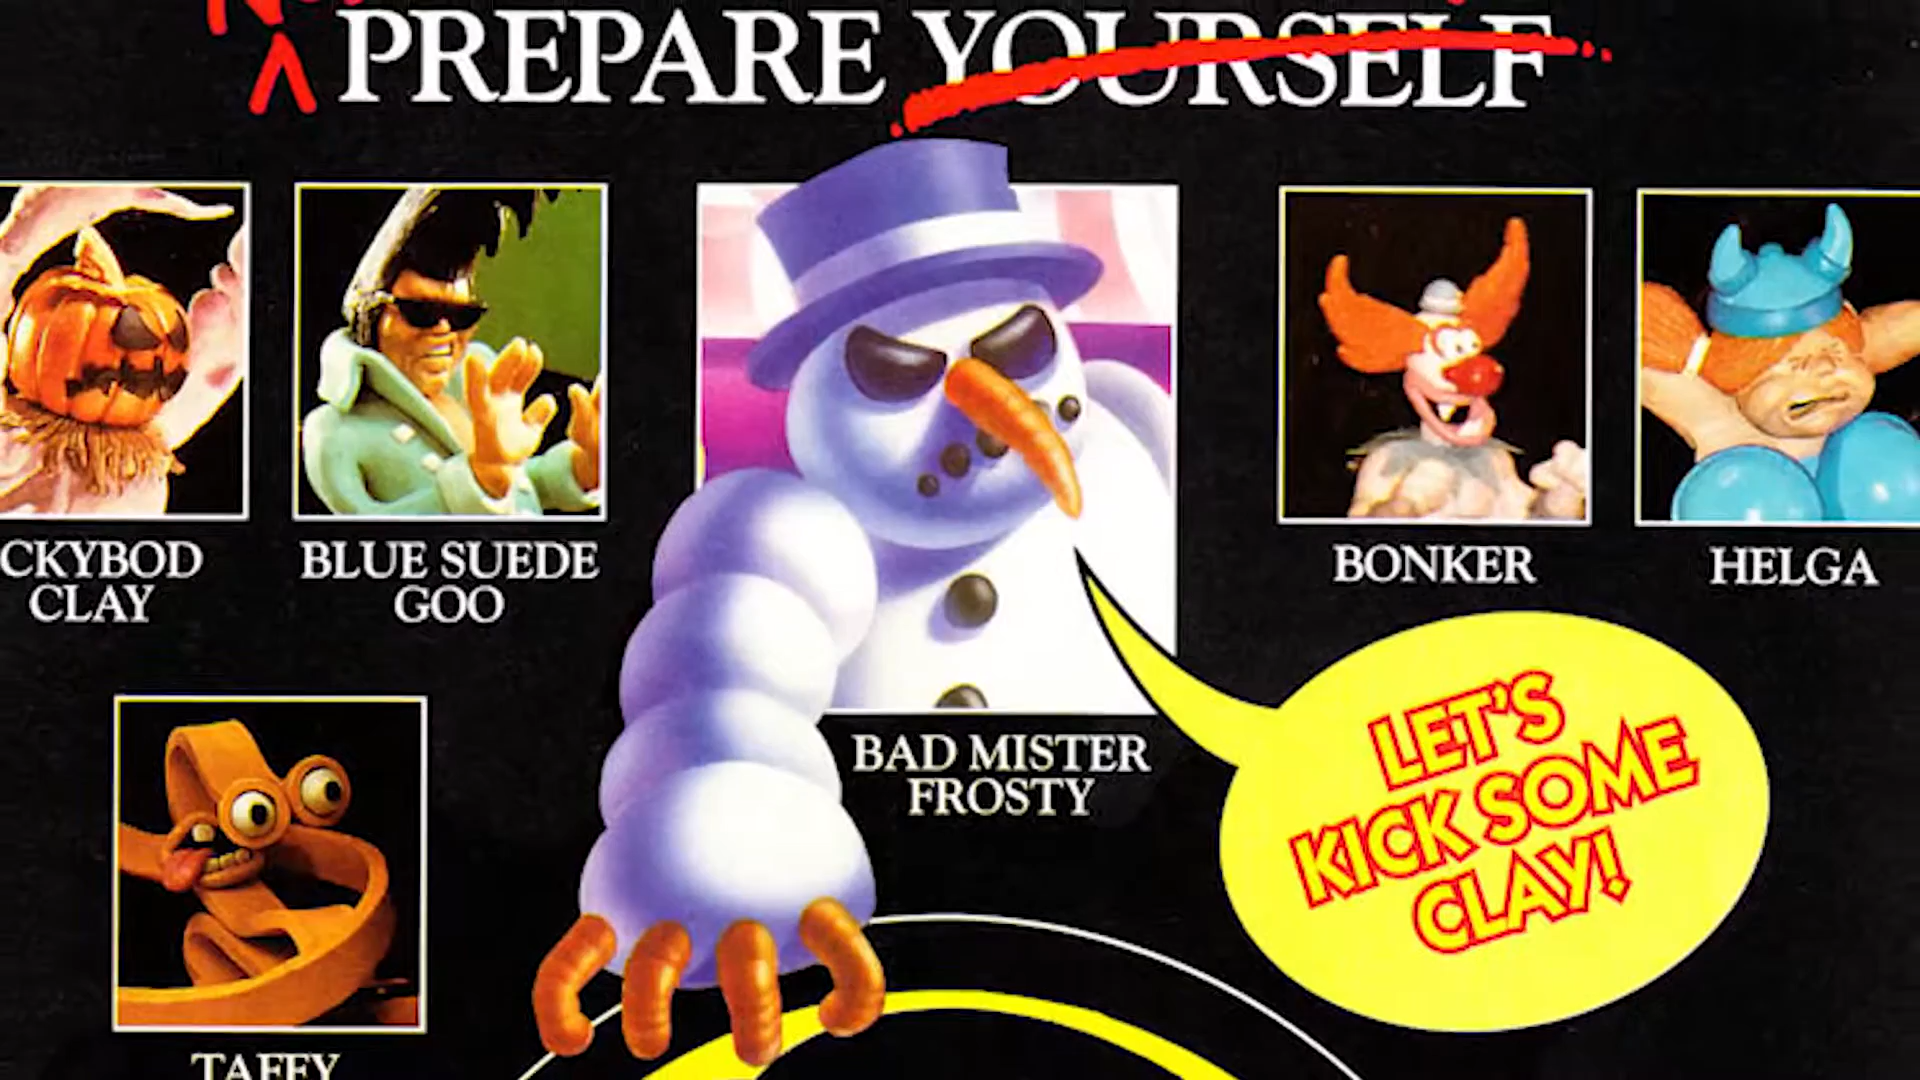 PREPARE YOURSELF
CKYBOD
CLAY
BLUE SUEDE
GOO
BONKER
HELGA
BAD MISTER
FROSTY
LET'S
KICK SOME
CLAY!
TAFFY